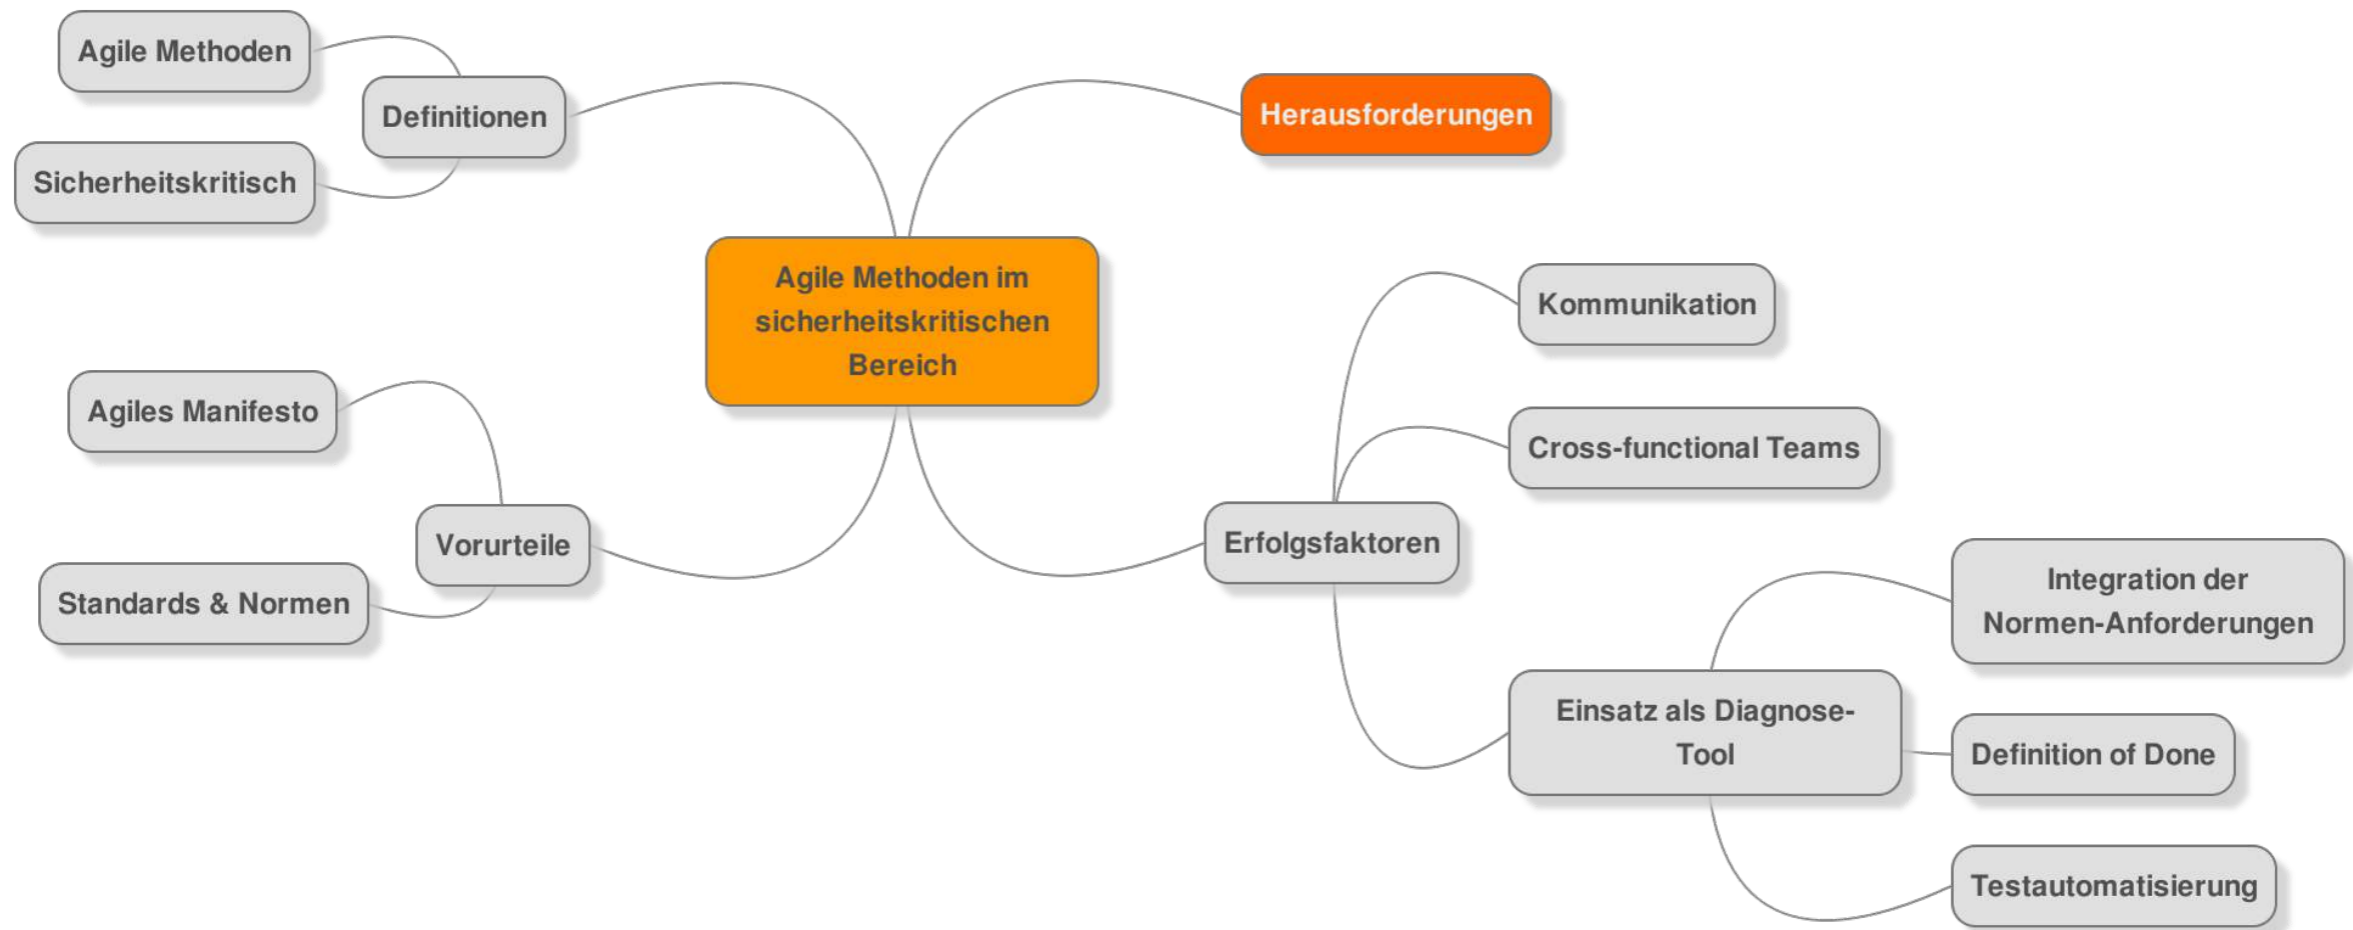 Agile Methoden
Definitionen
Sicherheitskritisch
Herausforderungen
Agile Methoden im
sicherheitskritischen
Bereich
Agiles Manifesto
Vorurteile
Standards & Normen
Kommunikation
Cross-functional Teams
Erfolgsfaktoren
Integration der
Normen-Anforderungen
Einsatz als Diagnose-
Tool
Definition of Done
Testautomatisierung